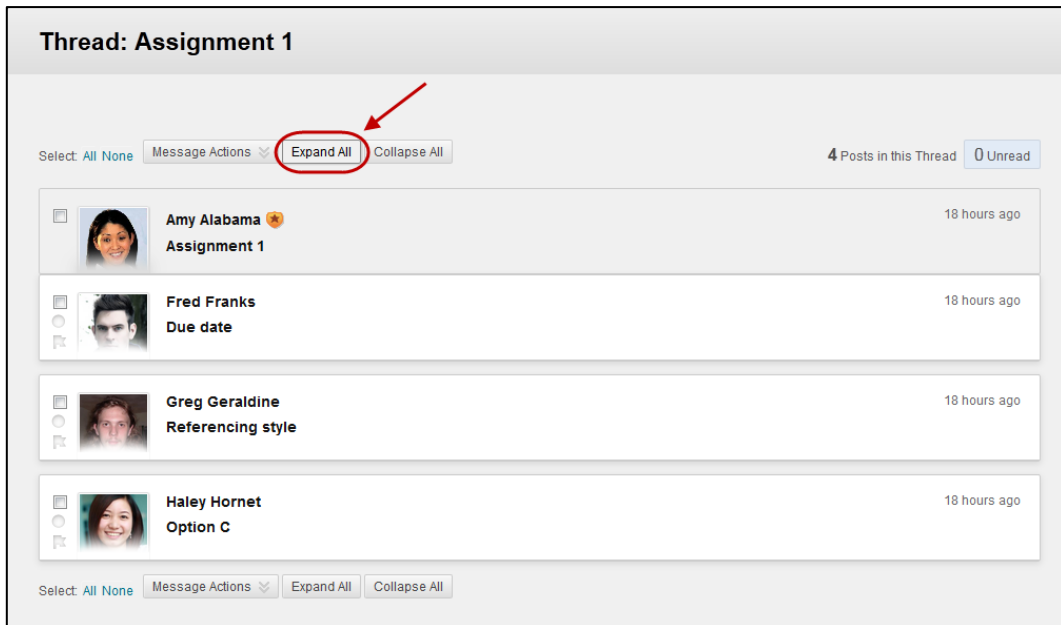 Thread: Assignment 1
Select: All None Message Actions Expand All Collapse All 4 Posts in this Thread 0 Unread
Amy Alabama 18 hours ago
Assignment 1
Fred Franks 18 hours ago
Due date
Greg Geraldine 18 hours ago
Referencing style
Haley Hornet 18 hours ago
Option C
Select: All None Message Actions Expand All Collapse All